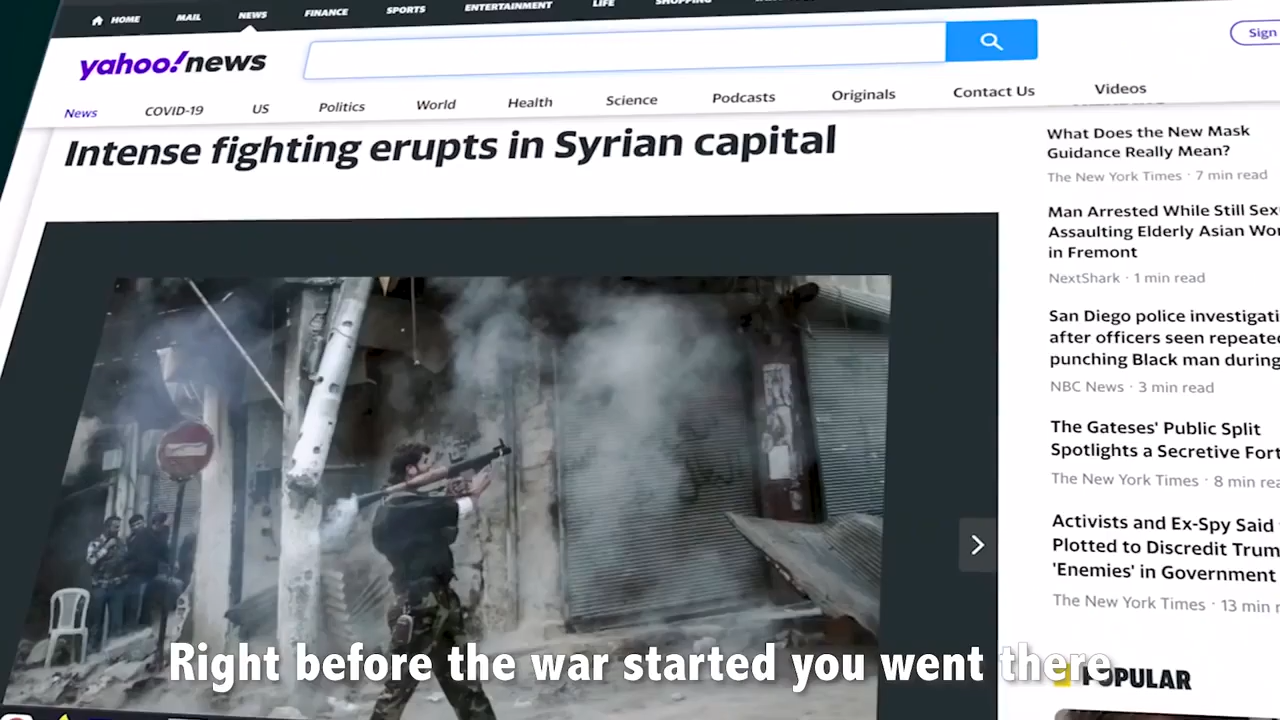 HOME
MAIL
NEWS
FINANCE
SPORTS
ENTERTAINMENT
LIFE
SHOPPING
yahoo!news
Sign
News
COVID-19
US
Politics
World
Health
Science
Podcasts
Originals
Contact Us
Videos
Intense fighting erupts in Syrian capital
What Does the New Mask
Guidance Really Mean?
The New York Times · 7 min read
Man Arrested While Still
Assaulting Elderly Asian
in Fremont
NextShark · 1 min read
San Diego police
after officers seen
punching Black man during
NBC News · 3 min read
The Gateses' Public Split
Spotlights a Secretive
The New York Times · 8 min
Activists and Ex-Spy Said
Plotted to Discredit
'Enemies' in Government
The New York Times · 13 min
POPULAR
Right before the war started you went there